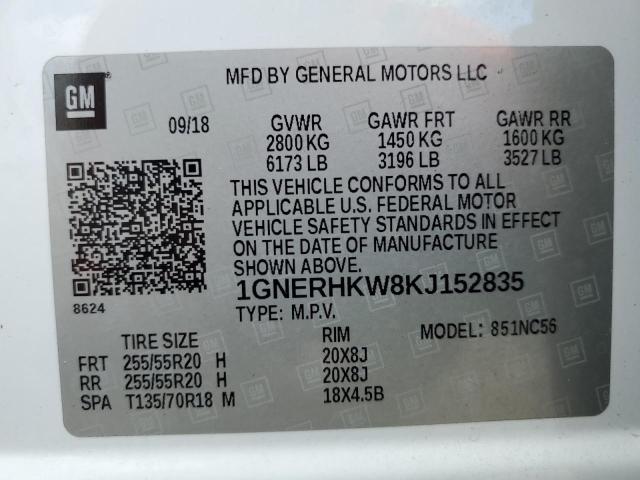 GM
MFD BY GENERAL MOTORS LLC
09/18 GVWR GAWR FRT GAWR RR
2800 KG 1450 KG 1600 KG
6173 LB 3196 LB 3527 LB
THIS VEHICLE CONFORMS TO ALL
APPLICABLE U.S. FEDERAL MOTOR
VEHICLE SAFETY STANDARDS IN EFFECT
ON THE DATE OF MANUFACTURE
SHOWN ABOVE.
8624
1GNERHKW8KJ152835
TYPE: M.P.V.
TIRE SIZE RIM MODEL: 851NC56
FRT 255/55R20 H 20X8J
RR 255/55R20 H 20X8J
SPA T135/70R18 M 18X4.5B